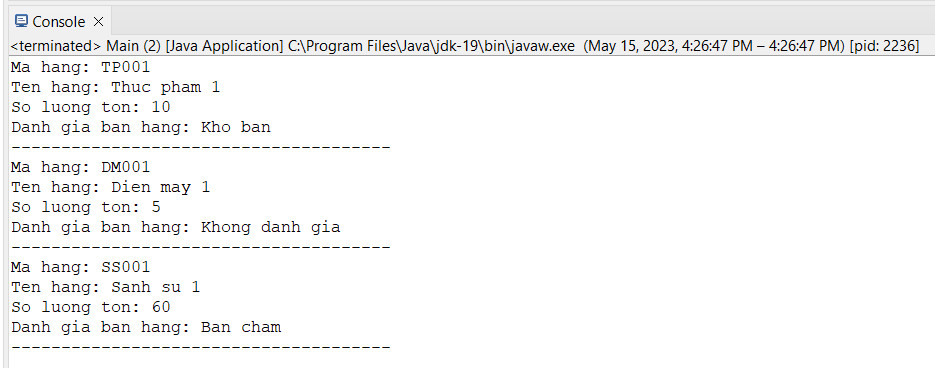 Console
<terminated> Main (2) [Java Application] C:\Program Files\Java\jdk-19\bin\javaw.exe (May 15, 2023, 4:26:47 PM – 4:26:47 PM) [pid: 2236]
Ma hang: TP001
Ten hang: Thuc pham 1
So luong ton: 10
Danh gia ban hang: Kho ban
--------------------------------------
Ma hang: DM001
Ten hang: Dien may 1
So luong ton: 5
Danh gia ban hang: Khong danh gia
--------------------------------------
Ma hang: SS001
Ten hang: Sanh su 1
So luong ton: 60
Danh gia ban hang: Ban cham
--------------------------------------